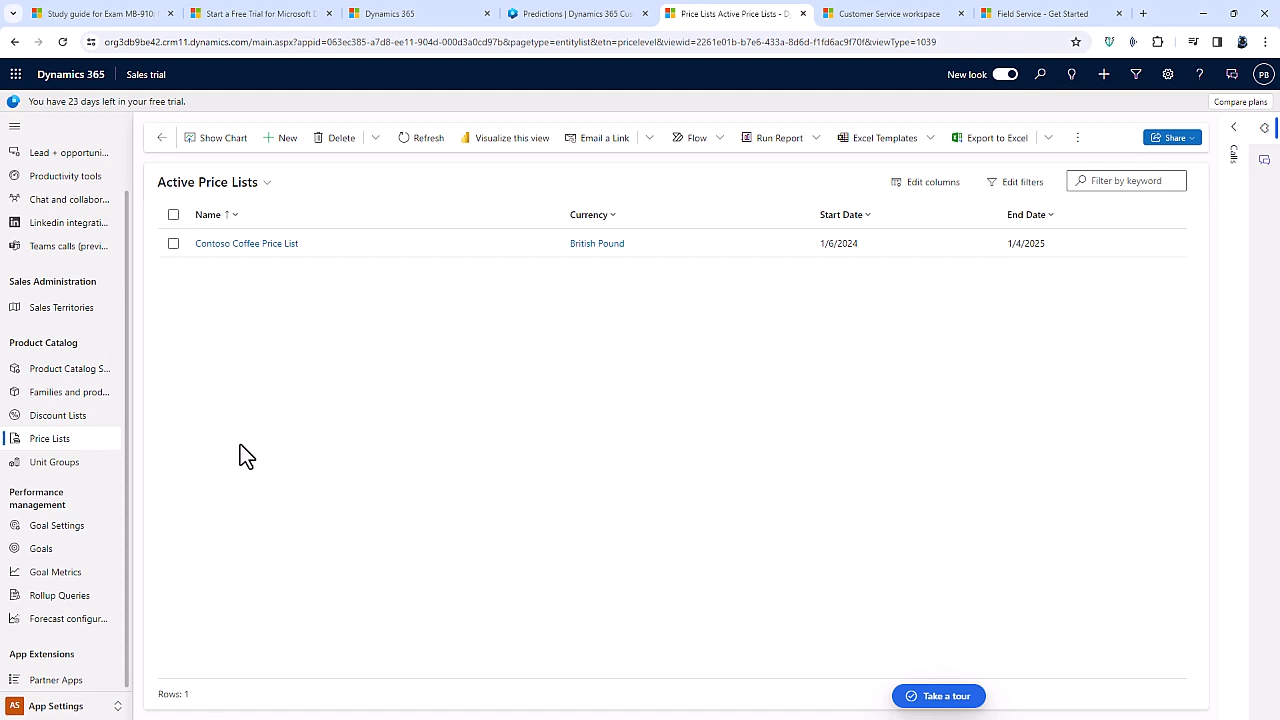 Study guide for Exam MB-910:
Start a Free Trial for Microsoft D
Dynamics 365
Predictions | Dynamics 365 Cus
Price Lists Active Price Lists - Dy
Customer Service workspace
Field Service - Get Started
org3db9be42.crm11.dynamics.com/main.aspx?appid=063ec385-a7d8-ee11-904d-000d3a0cd97b&pagetype=entitylist&etn=pricelevel&viewid=2261e01b-b7e6-433a-8d6d-f1fd6ac9f70f&viewType=1039
Dynamics 365
Sales trial
New look
PB
You have 23 days left in your free trial.
Compare plans
Show Chart
New
Delete
Refresh
Visualize this view
Email a Link
Flow
Run Report
Excel Templates
Export to Excel
Share
Calls
Lead + opportuni...
Productivity tools
Chat and collabor...
Linkedin integrati...
Teams calls (previ...
Sales Administration
Sales Territories
Product Catalog
Product Catalog S...
Families and prod...
Discount Lists
Price Lists
Unit Groups
Performance
management
Goal Settings
Goals
Goal Metrics
Rollup Queries
Forecast configur...
App Extensions
Partner Apps
AS App Settings
Active Price Lists
Edit columns
Edit filters
Filter by keyword
Name ↑
Currency
Start Date
End Date
Contoso Coffee Price List
British Pound
1/6/2024
1/4/2025
Rows: 1
Take a tour